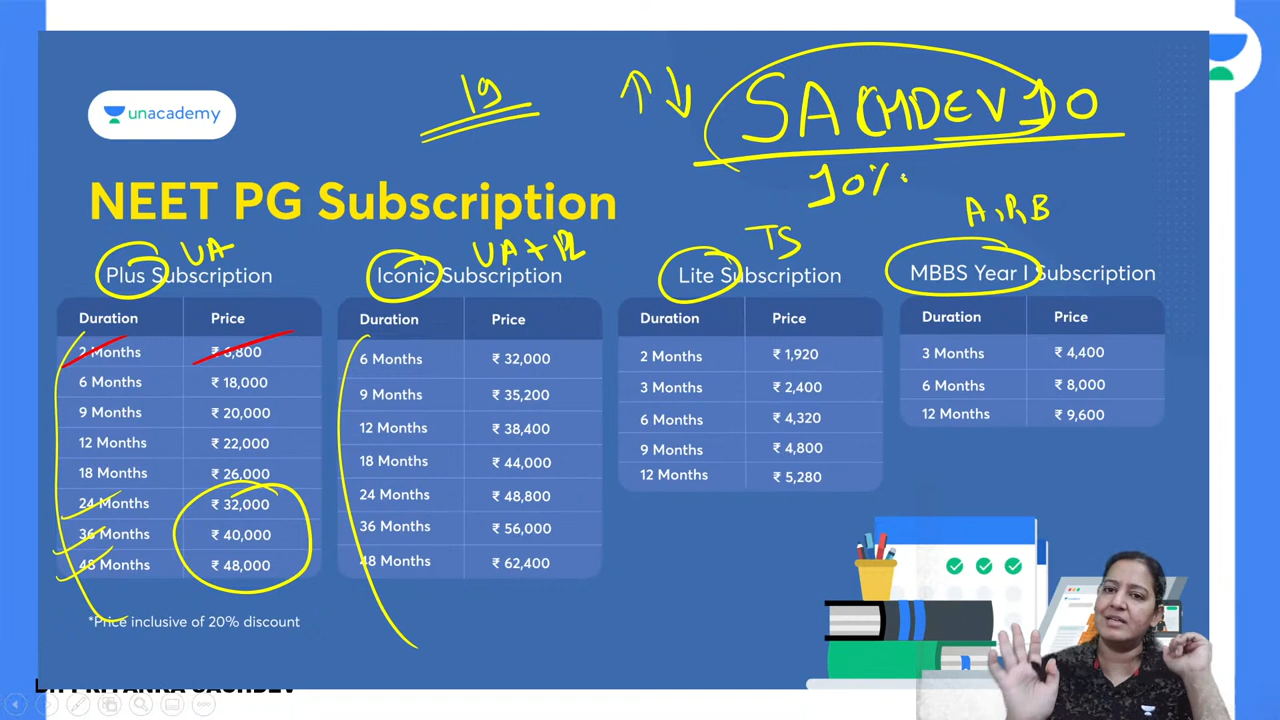 19
↑↓ SACHDEV10
10%
unacademy
NEET PG Subscription
UA
UA + PL
TS
A, P, B
Plus Subscription
Duration Price
2 Months ₹ 6,800
6 Months ₹ 18,000
9 Months ₹ 20,000
12 Months ₹ 22,000
18 Months ₹ 26,000
24 Months ₹ 32,000
36 Months ₹ 40,000
48 Months ₹ 48,000
*Price inclusive of 20% discount
Iconic Subscription
Duration Price
6 Months ₹ 32,000
9 Months ₹ 35,200
12 Months ₹ 38,400
18 Months ₹ 44,000
24 Months ₹ 48,800
36 Months ₹ 56,000
48 Months ₹ 62,400
Lite Subscription
Duration Price
2 Months ₹ 1,920
3 Months ₹ 2,400
6 Months ₹ 4,320
9 Months ₹ 4,800
12 Months ₹ 5,280
MBBS Year I Subscription
Duration Price
3 Months ₹ 4,400
6 Months ₹ 8,000
12 Months ₹ 9,600
DR PRIYANKA SACHDEV